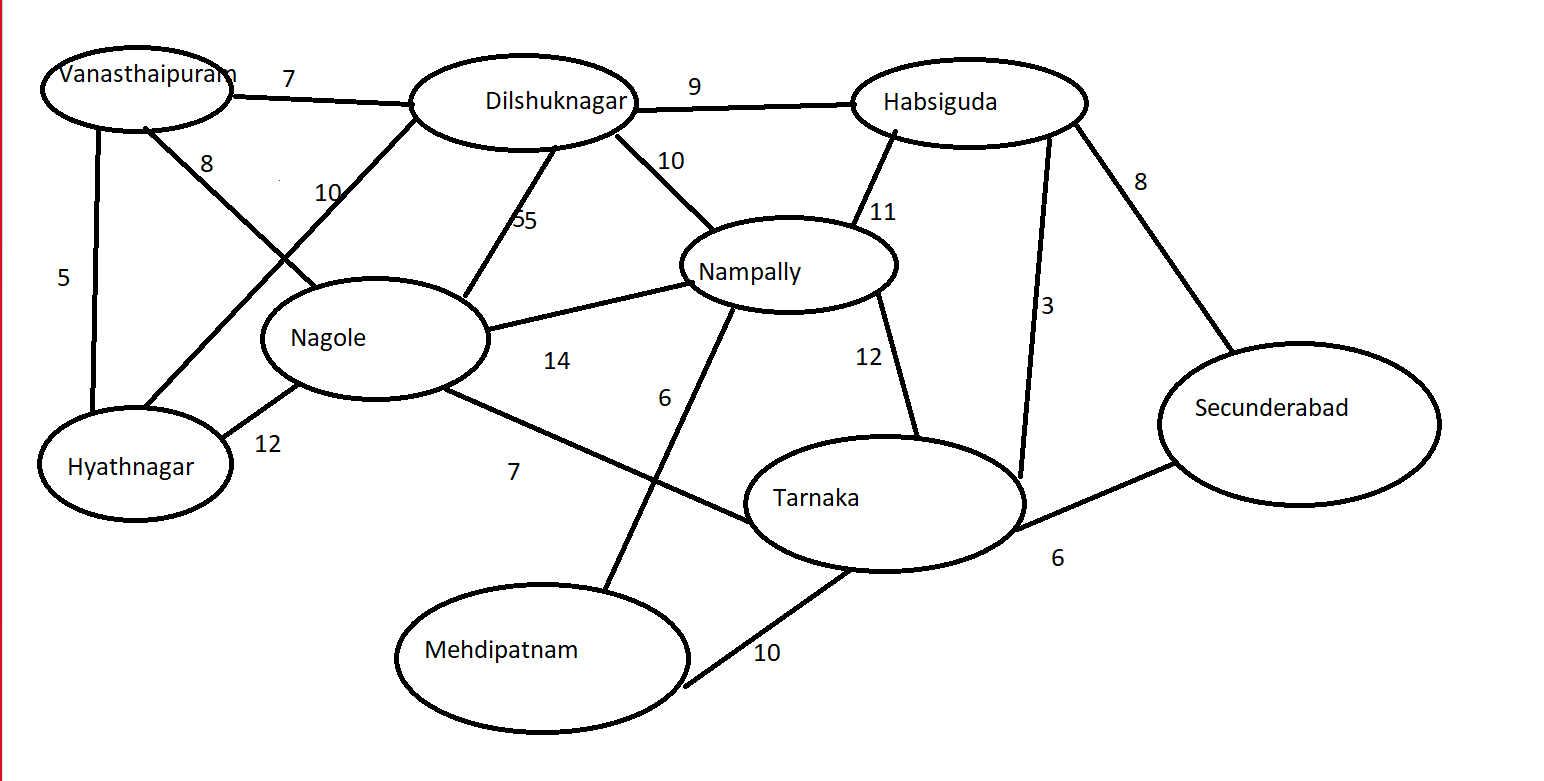 Vanasthaipuram
7
Dilshuknagar
9
Habsiguda
8
10
10
8
11
55
5
Nampally
3
Nagole
14
12
6
Secunderabad
Hyathnagar
12
7
Tarnaka
6
Mehdipatnam
10